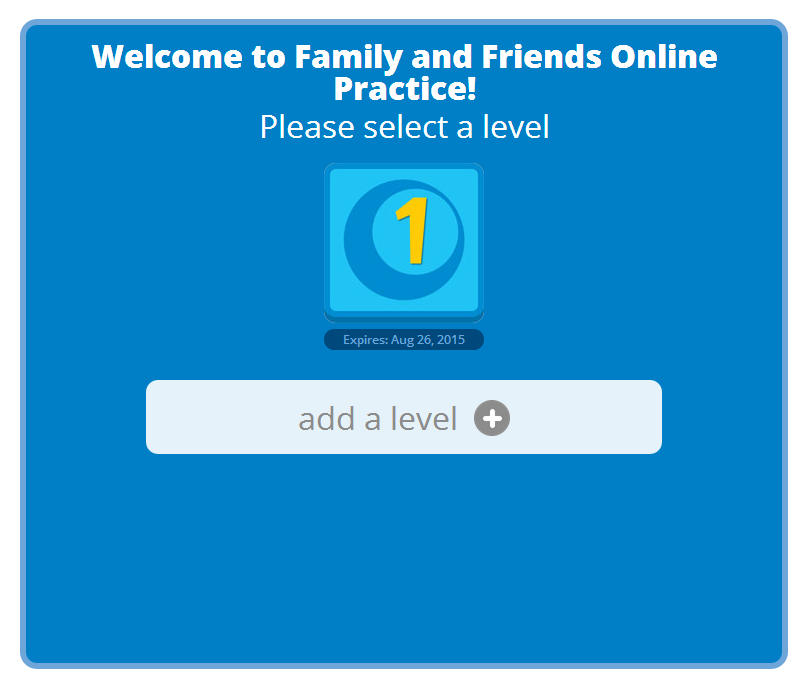 Welcome to Family and Friends Online
Practice!
Please select a level
1
Expires: Aug 26, 2015
add a level